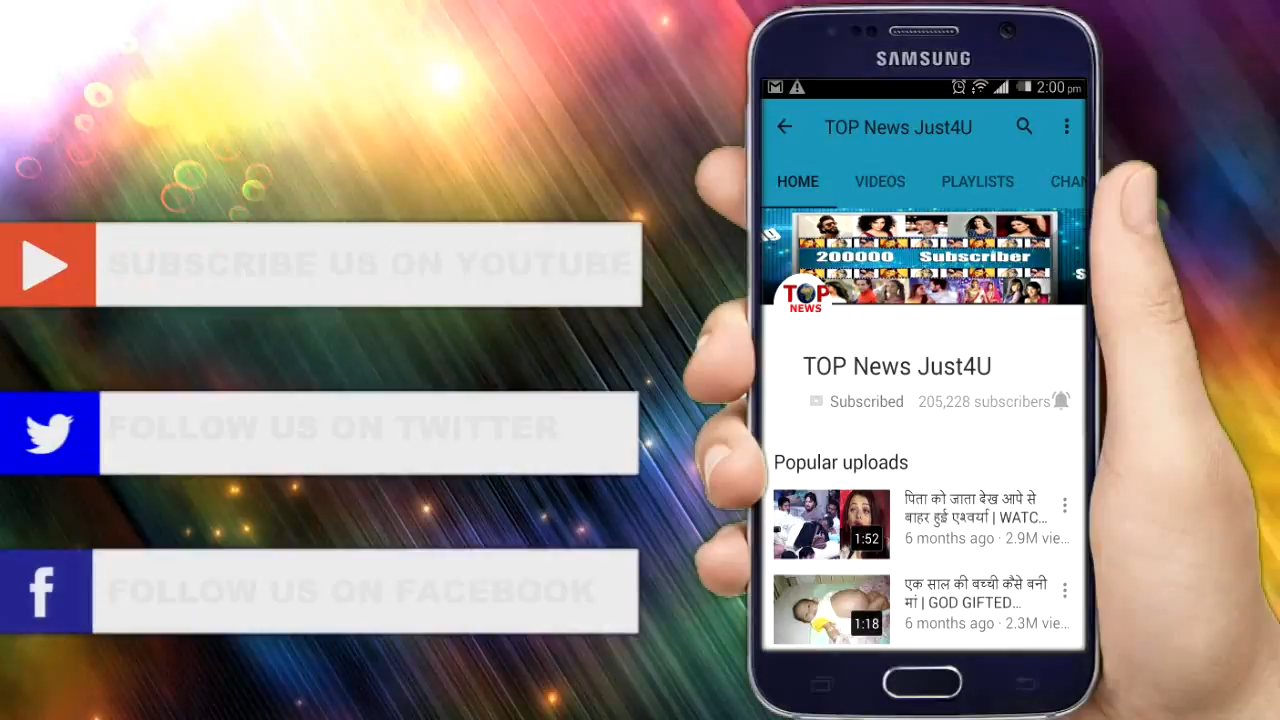 SUBSCRIBE US ON YOUTUBE
FOLLOW US ON TWITTER
FOLLOW US ON FACEBOOK
SAMSUNG
2:00 pm
TOP News Just4U
HOME VIDEOS PLAYLISTS CHAN
200000 Subscriber
TOP
NEWS
TOP News Just4U
Subscribed 205,228 subscribers
Popular uploads
पिता को जाता देख आपे से
बाहर हुई एश्वर्या | WATC...
1:52
6 months ago · 2.9M vie...
एक साल की बच्ची कैसे बनी
मां | GOD GIFTED...
1:18
6 months ago · 2.3M vie...